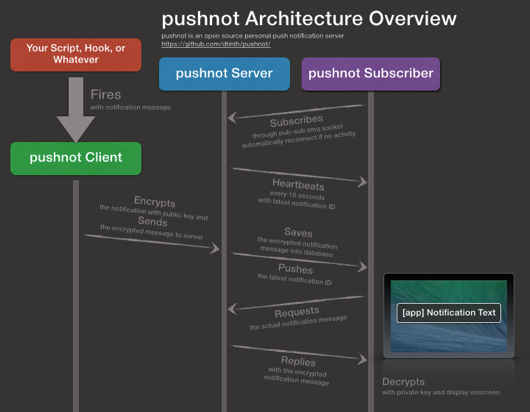 pushnot Architecture Overview
pushnot is an open source personal push notification server
https://github.com/dtinth/pushnot/
Your Script, Hook, or
Whatever
pushnot Server
pushnot Subscriber
Fires
with notification message
pushnot Client
Subscribes
through pub-sub zmq socket
automatically reconnect if no activity
Heartbeats
every 15 seconds
with latest notification ID
Encrypts
the notification with public key and
Sends
the encrypted message to server
Saves
the encrypted notification
message into database
Pushes
the latest notification ID
Requests
the actual notification message
Replies
with the encrypted
notification message
[app] Notification Text
Decrypts
with private key and display onscreen